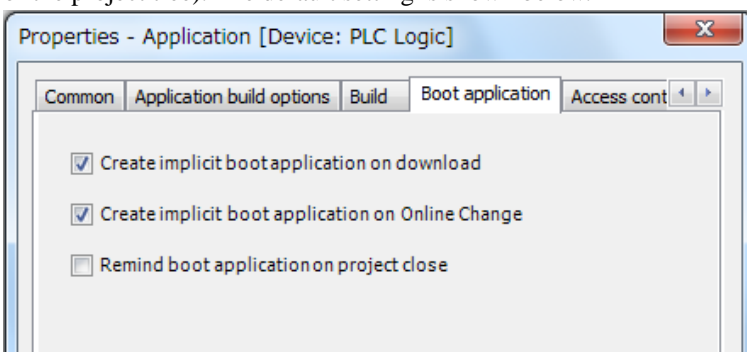 Properties - Application [Device: PLC Logic]
Common Application build options Build Boot application Access cont
Create implicit boot application on download
Create implicit boot application on Online Change
Remind boot application on project close